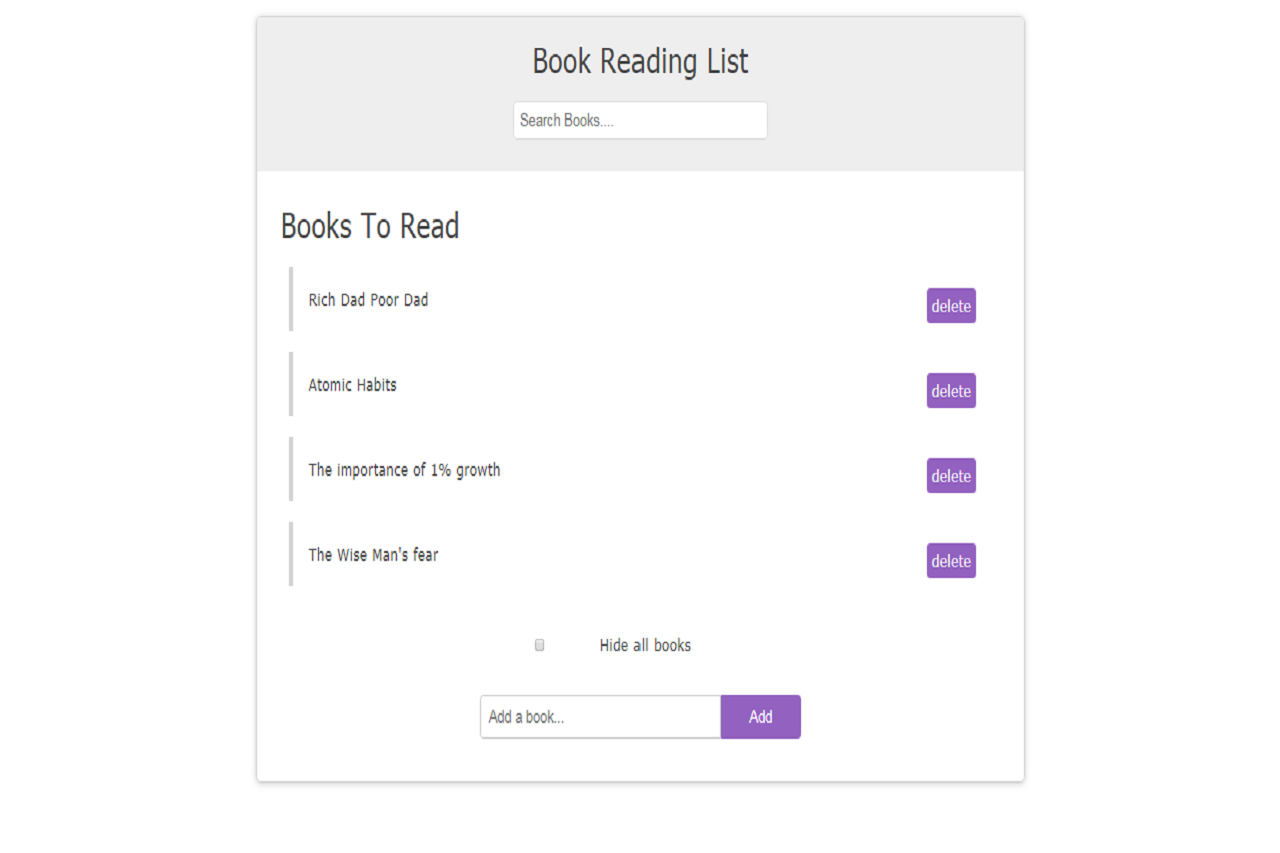 Book Reading List
Search Books....
Books To Read
Rich Dad Poor Dad
delete
Atomic Habits
delete
The importance of 1% growth
delete
The Wise Man's fear
delete
Hide all books
Add a book...
Add